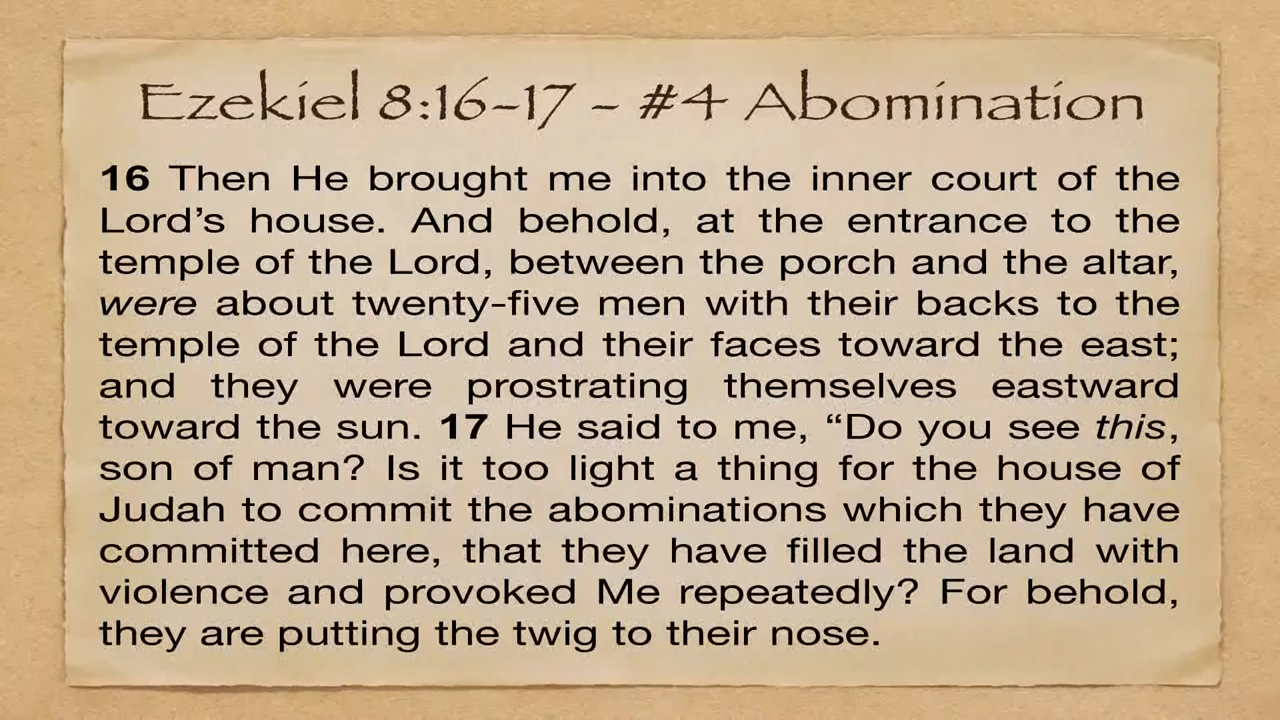 Ezekiel 8:16-17 - #4 Abomination
16 Then He brought me into the inner court of the
Lord’s house. And behold, at the entrance to the
temple of the Lord, between the porch and the altar,
were about twenty-five men with their backs to the
temple of the Lord and their faces toward the east;
and they were prostrating themselves eastward
toward the sun. 17 He said to me, “Do you see this,
son of man? Is it too light a thing for the house of
Judah to commit the abominations which they have
committed here, that they have filled the land with
violence and provoked Me repeatedly? For behold,
they are putting the twig to their nose.